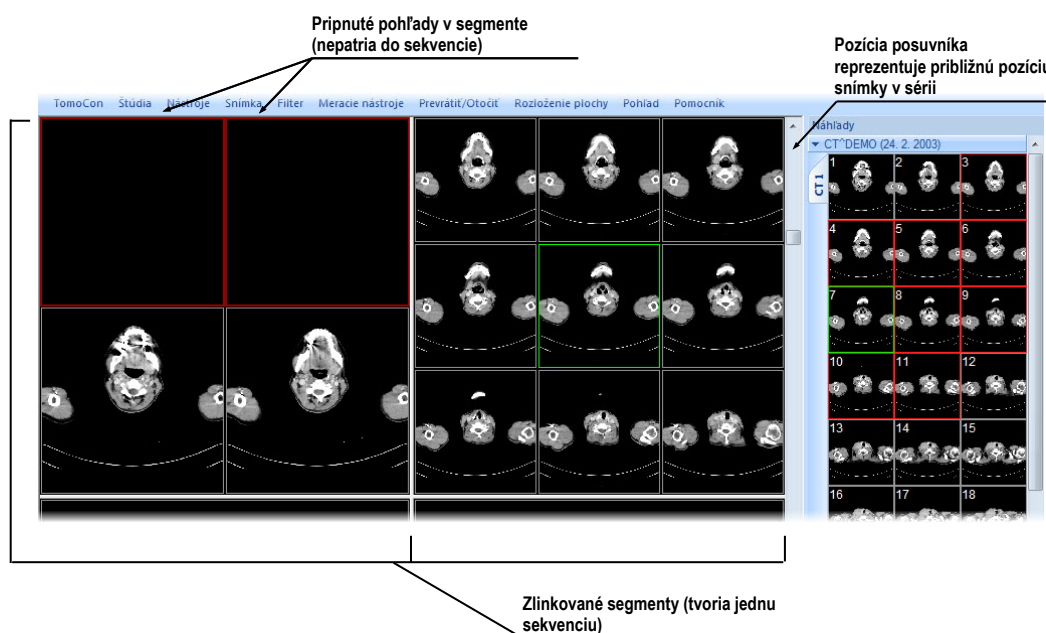 Pripnuté pohľady v segmente
(nepatria do sekvencie)
Pozícia posuvníka
reprezentuje približnú pozíciu
snímky v sérii
TomoCon Štúdia Nástroje Snímka Filter Meracie nástroje Prevrátiť/Otočiť Rozloženie plochy Pohľad Pomocník
Náhľady
CT^DEMO (24. 2. 2003)
CT 1
1 2 3
4 5 6
7 8 9
10 11 12
13 14 15
16 17 18
Zlinkované segmenty (tvoria jednu
sekvenciu)